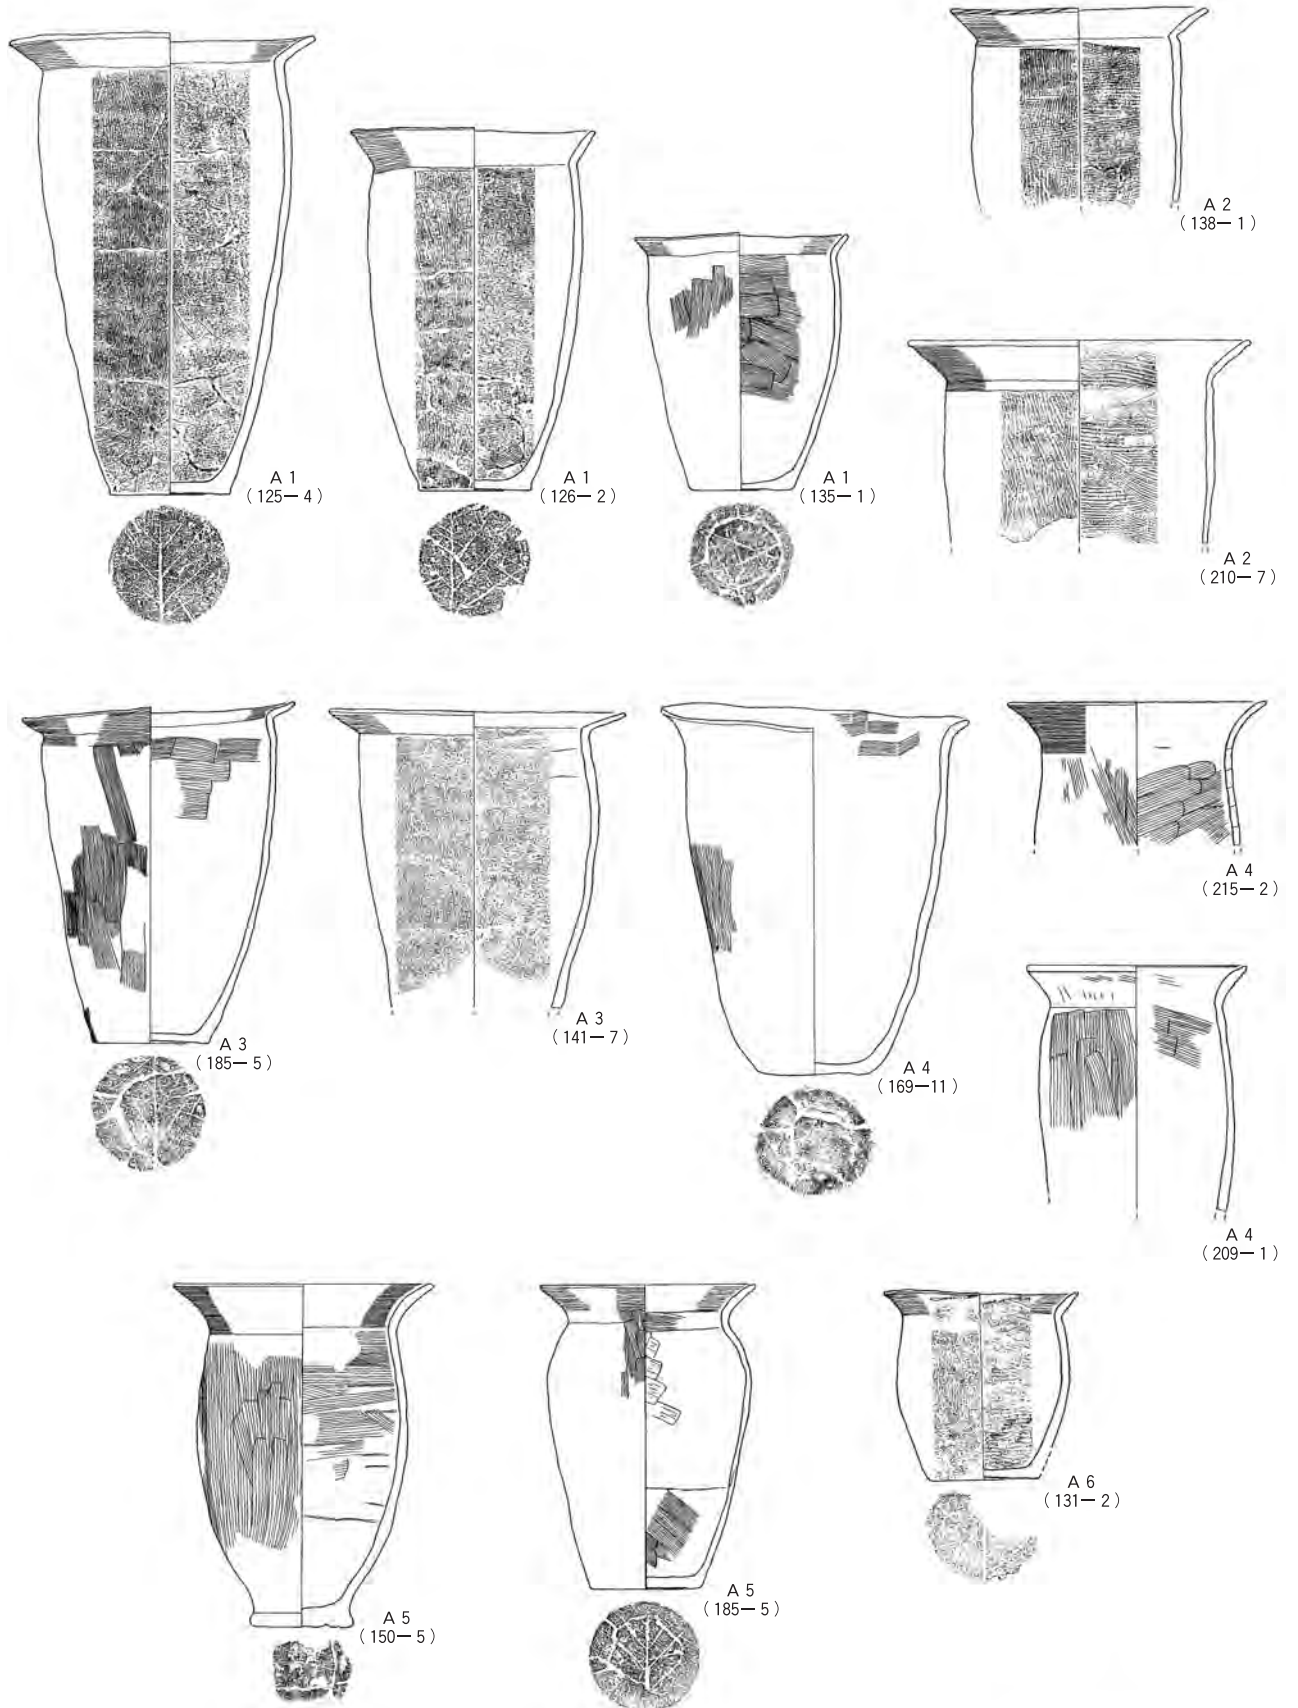 A 2
(138—1)
A 1
(125—4)
A 1
(126—2)
A 1
(135—1)
A 2
(210—7)
A 3
(185—5)
A 3
(141—7)
A 4
(169—11)
A 4
(215—2)
A 4
(209—1)
A 5
(150—5)
A 5
(185—5)
A 6
(131—2)